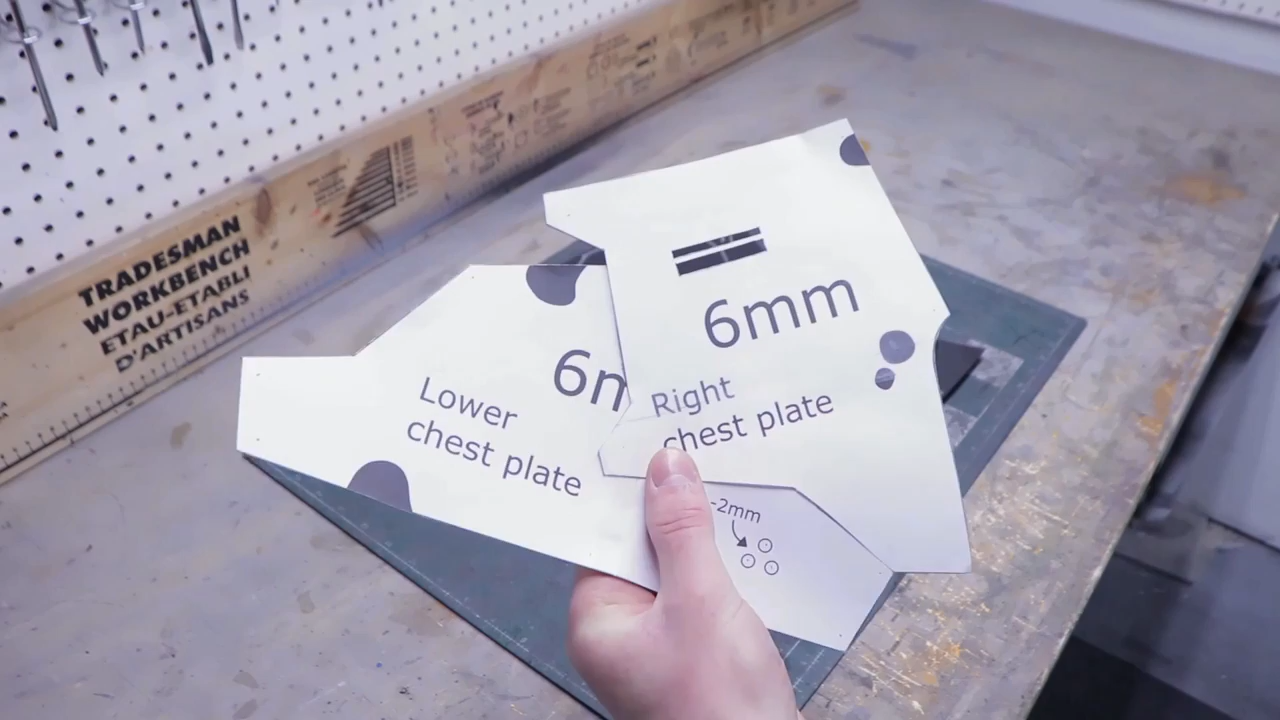 TRADESMAN
WORKBENCH
ETAU-ETABLI
D'ARTISANS
6mm
Right
chest plate
6m
Lower
chest plate
-2mm